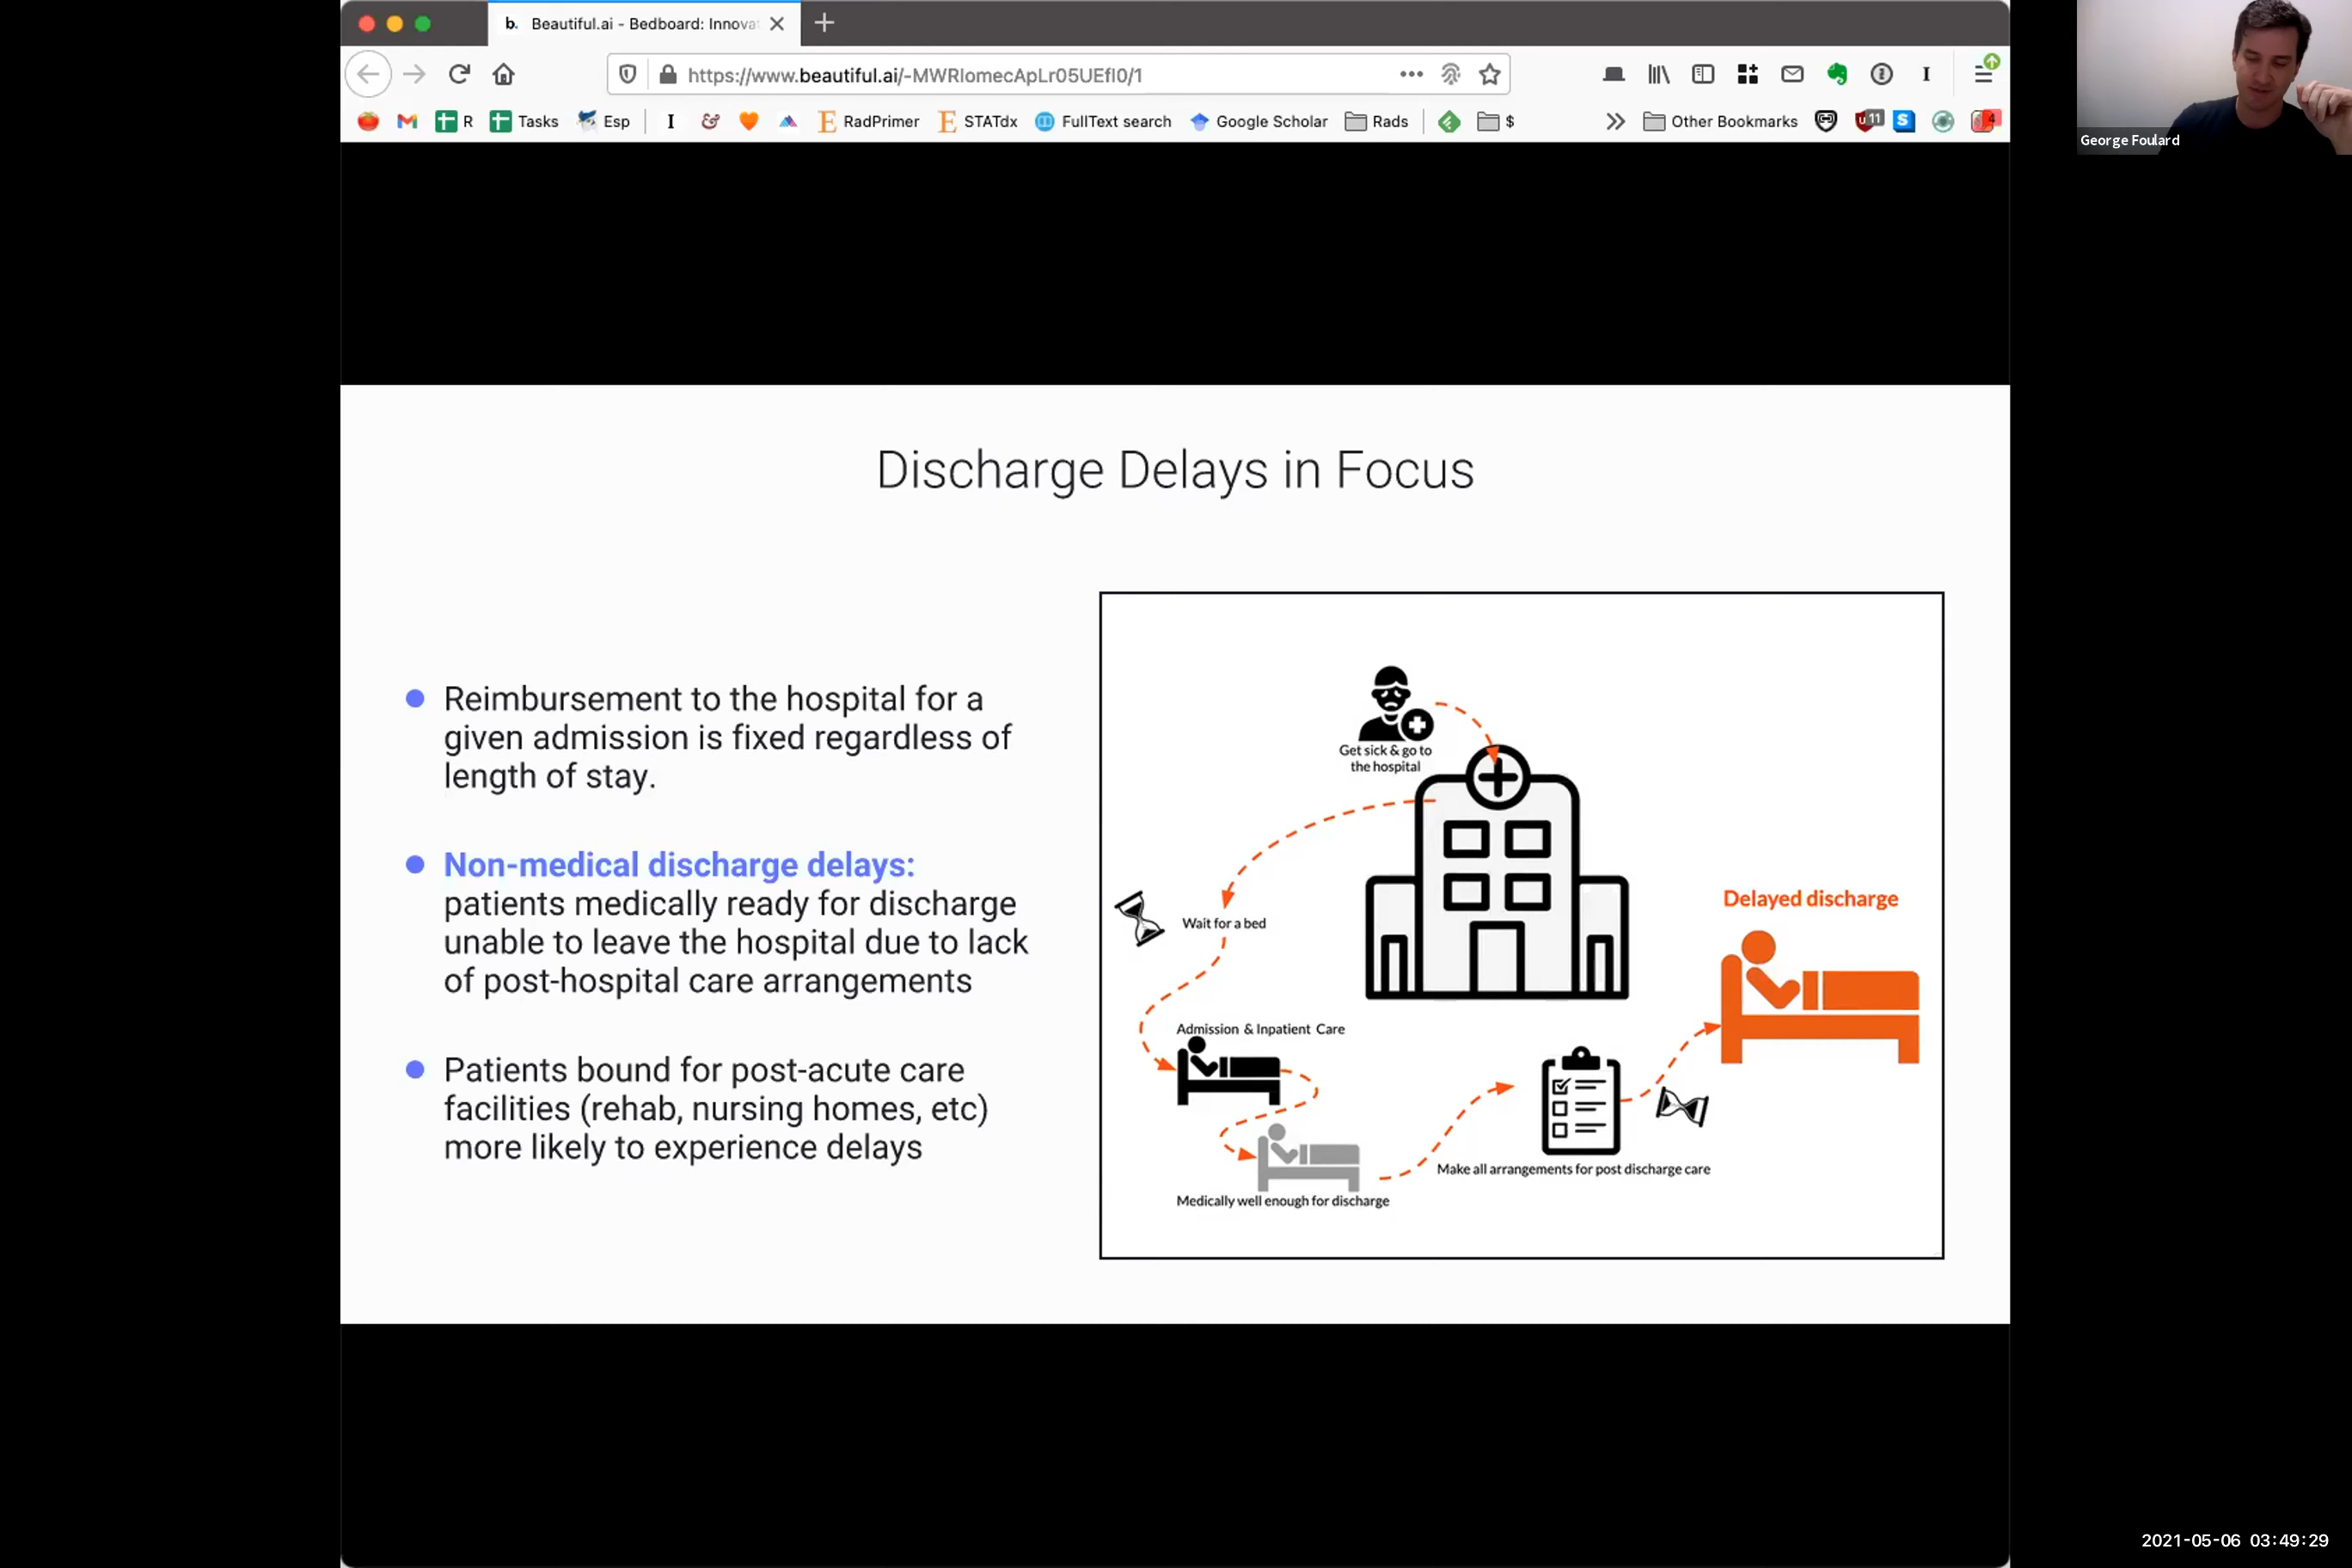 b. Beautiful.ai - Bedboard: Innova
https://www.beautiful.ai/-MWRIomecApLr05UEfI0/1
R Tasks Esp I RadPrimer STATdx FullText search Google Scholar Rads $ Other Bookmarks 11 S 4
George Foulard
Discharge Delays in Focus
Reimbursement to the hospital for a
given admission is fixed regardless of
length of stay.
Non-medical discharge delays:
patients medically ready for discharge
unable to leave the hospital due to lack
of post-hospital care arrangements
Patients bound for post-acute care
facilities (rehab, nursing homes, etc)
more likely to experience delays
Get sick & go to
the hospital
Wait for a bed
Admission & Inpatient Care
Medically well enough for discharge
Make all arrangements for post discharge care
Delayed discharge
2021-05-06 03:49:29